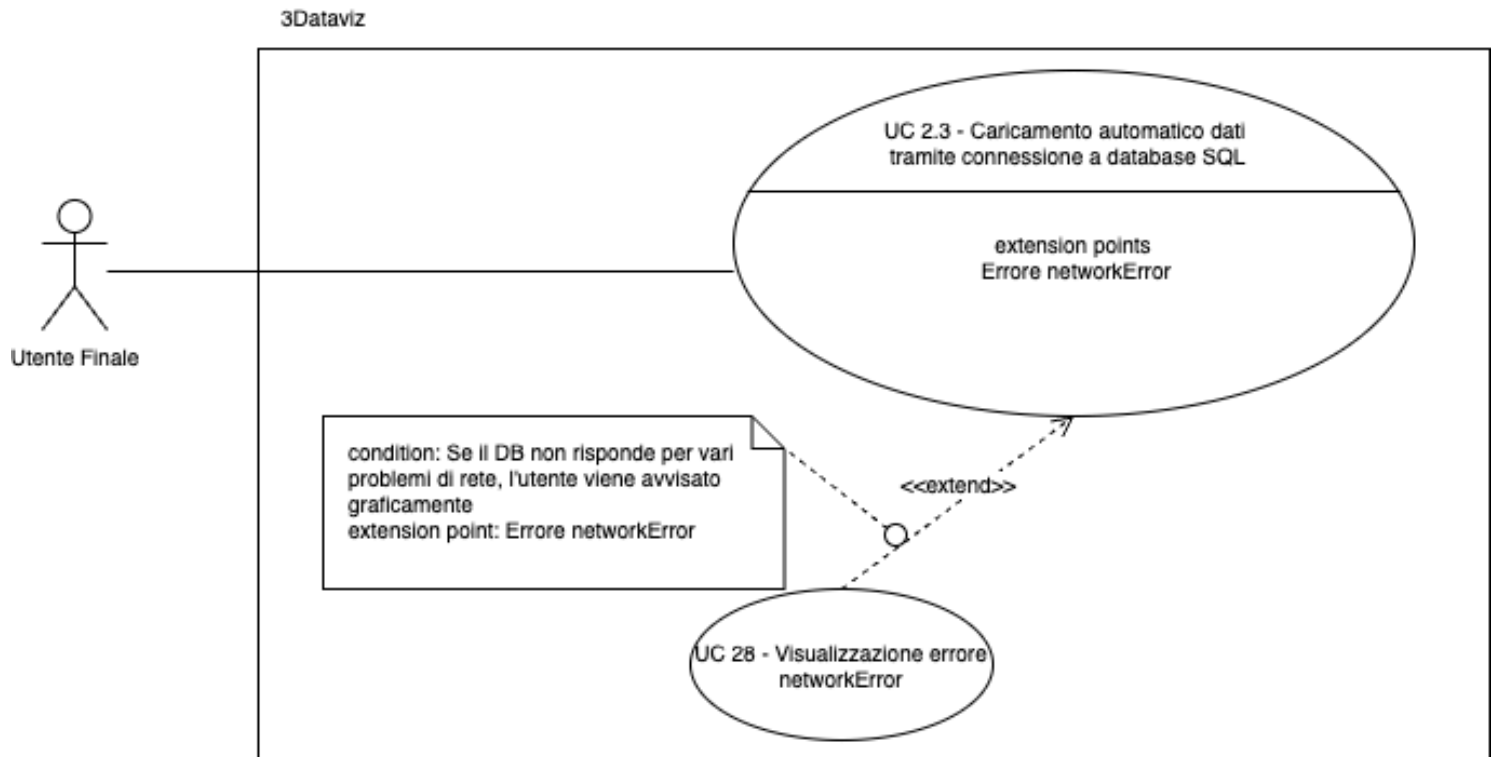 3Dataviz
UC 2.3 - Caricamento automatico dati
tramite connessione a database SQL
extension points
Errore networkError
Utente Finale
condition: Se il DB non risponde per vari
problemi di rete, l'utente viene avvisato
graficamente
extension point: Errore networkError
<<extend>>
UC 28 - Visualizzazione errore
networkError